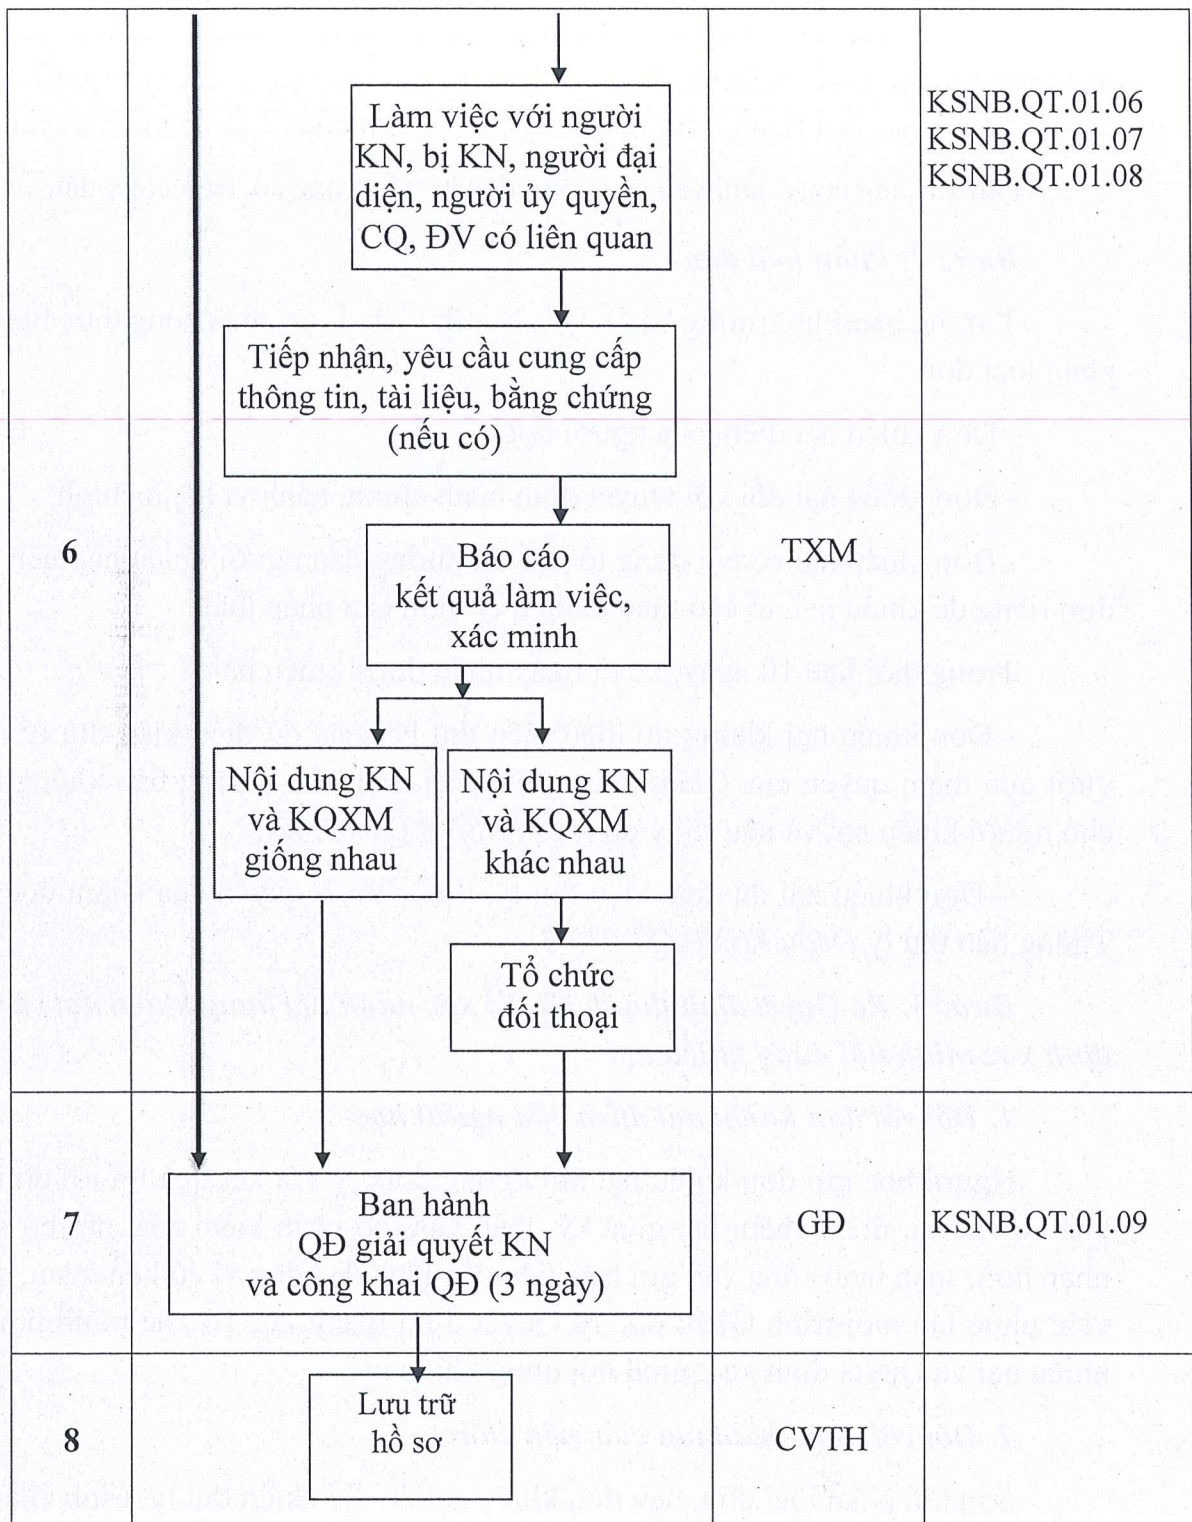 Làm việc với người
KN, bị KN, người đại
diện, người ủy quyền,
CQ, ĐV có liên quan
KSNB.QT.01.06
KSNB.QT.01.07
KSNB.QT.01.08
Tiếp nhận, yêu cầu cung cấp
thông tin, tài liệu, bằng chứng
(nếu có)
6
Báo cáo
kết quả làm việc,
xác minh
TXM
Nội dung KN
và KQXM
giống nhau
Nội dung KN
và KQXM
khác nhau
Tổ chức
đối thoại
7
Ban hành
QĐ giải quyết KN
và công khai QĐ (3 ngày)
GĐ
KSNB.QT.01.09
8
Lưu trữ
hồ sơ
CVTH